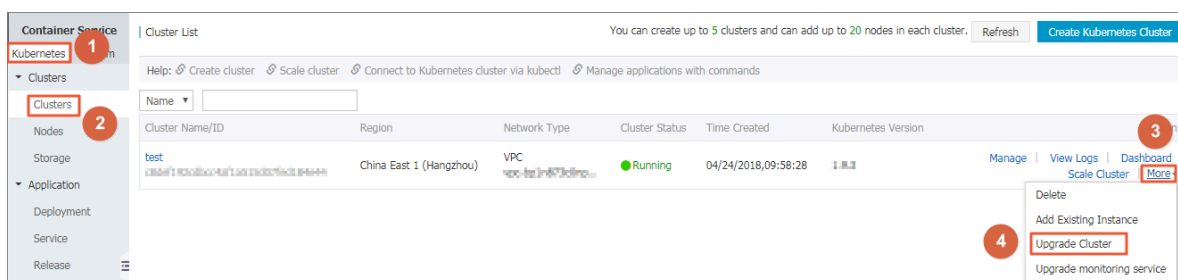 Container Service
Cluster List
You can create up to 5 clusters and can add up to 20 nodes in each cluster.
Refresh
Create Kubernetes Cluster
Kubernetes
1
Clusters
Help: Create cluster Scale cluster Connect to Kubernetes cluster via kubectl Manage applications with commands
Clusters
2
Name
Nodes
Cluster Name/ID Region Network Type Cluster Status Time Created Kubernetes Version
3
Storage
test China East 1 (Hangzhou) VPC Running 04/24/2018,09:58:28
Manage View Logs Dashboard
Scale Cluster More
Application
Deployment
Service
Release
Delete
Add Existing Instance
4
Upgrade Cluster
Upgrade monitoring service